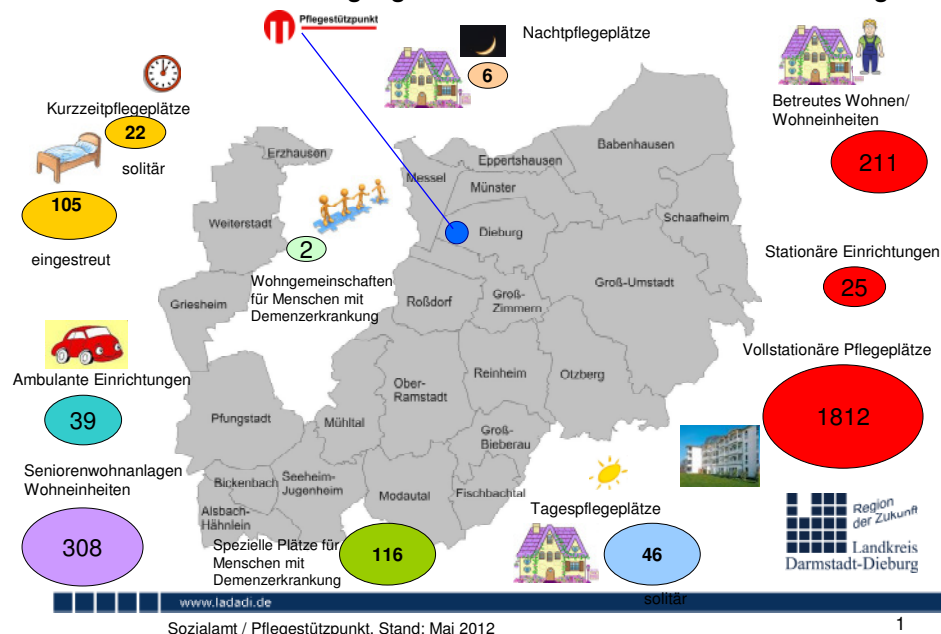 Pflegestützpunkt
Nachtpflegeplätze
6
Kurzzeitpflegeplätze
22
solitär
105
eingestreut
Betreutes Wohnen/
Wohneinheiten
211
Erzhausen
Messel
Eppertshausen
Babenhausen
Münster
Weiterstadt
Dieburg
Schaafheim
2
Wohngemeinschaften
für Menschen mit
Demenzerkrankung
Stationäre Einrichtungen
25
Griesheim
Roßdorf
Groß-
Zimmern
Groß-Umstadt
Ambulante Einrichtungen
39
Vollstationäre Pflegeplätze
1812
Pfungstadt
Mühltal
Ober-
Ramstadt
Reinheim
Otzberg
Groß-
Bieberau
Seniorenwohnanlagen
Wohneinheiten
308
Bickenbach
Seeheim-
Jugenheim
Modautal
Fischbachtal
Alsbach-
Hähnlein
Spezielle Plätze für
Menschen mit
Demenzerkrankung
116
Tagespflegeplätze
46
solitär
Region
der Zukunft
Landkreis
Darmstadt-Dieburg
www.ladadi.de
Sozialamt / Pflegestützpunkt, Stand: Mai 2012
1